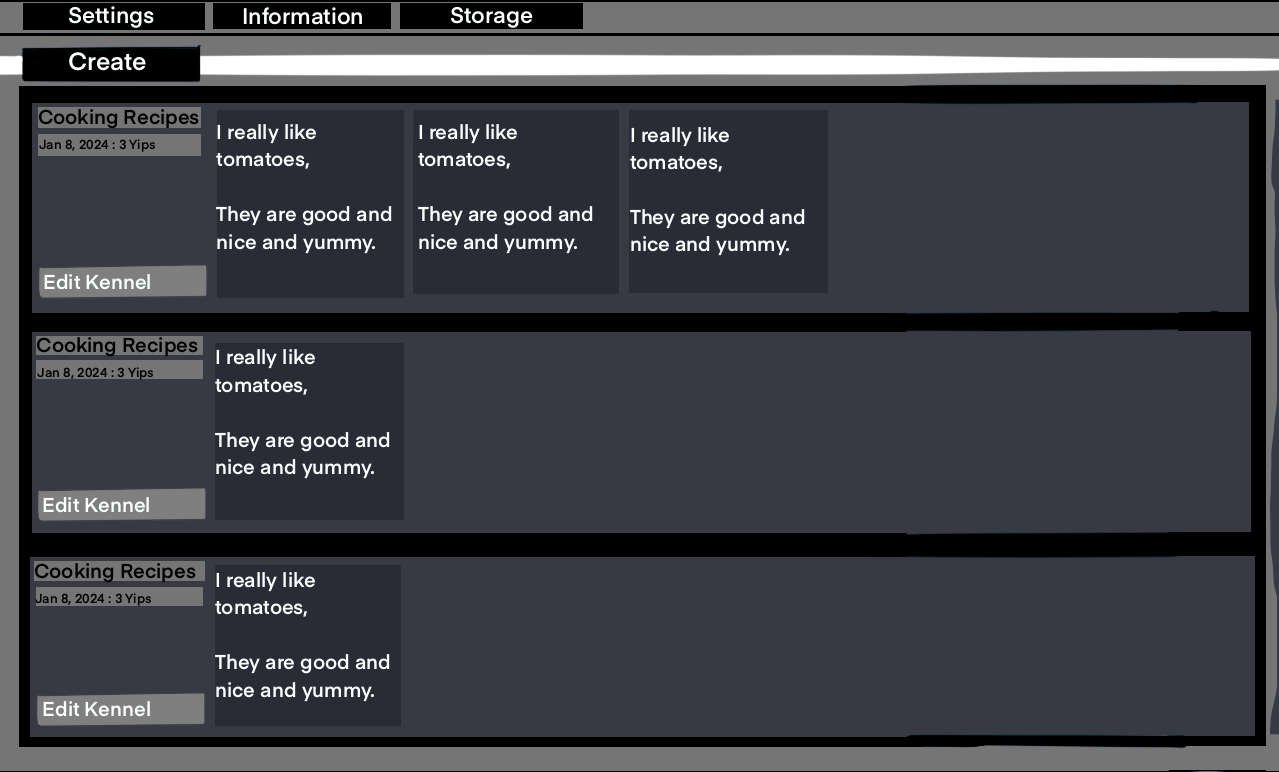 Settings
Information
Storage
Create
Cooking Recipes
Jan 8, 2024 : 3 Yips
Edit Kennel
I really like
tomatoes,
They are good and
nice and yummy.
I really like
tomatoes,
They are good and
nice and yummy.
I really like
tomatoes,
They are good and
nice and yummy.
Cooking Recipes
Jan 8, 2024 : 3 Yips
Edit Kennel
I really like
tomatoes,
They are good and
nice and yummy.
Cooking Recipes
Jan 8, 2024 : 3 Yips
Edit Kennel
I really like
tomatoes,
They are good and
nice and yummy.